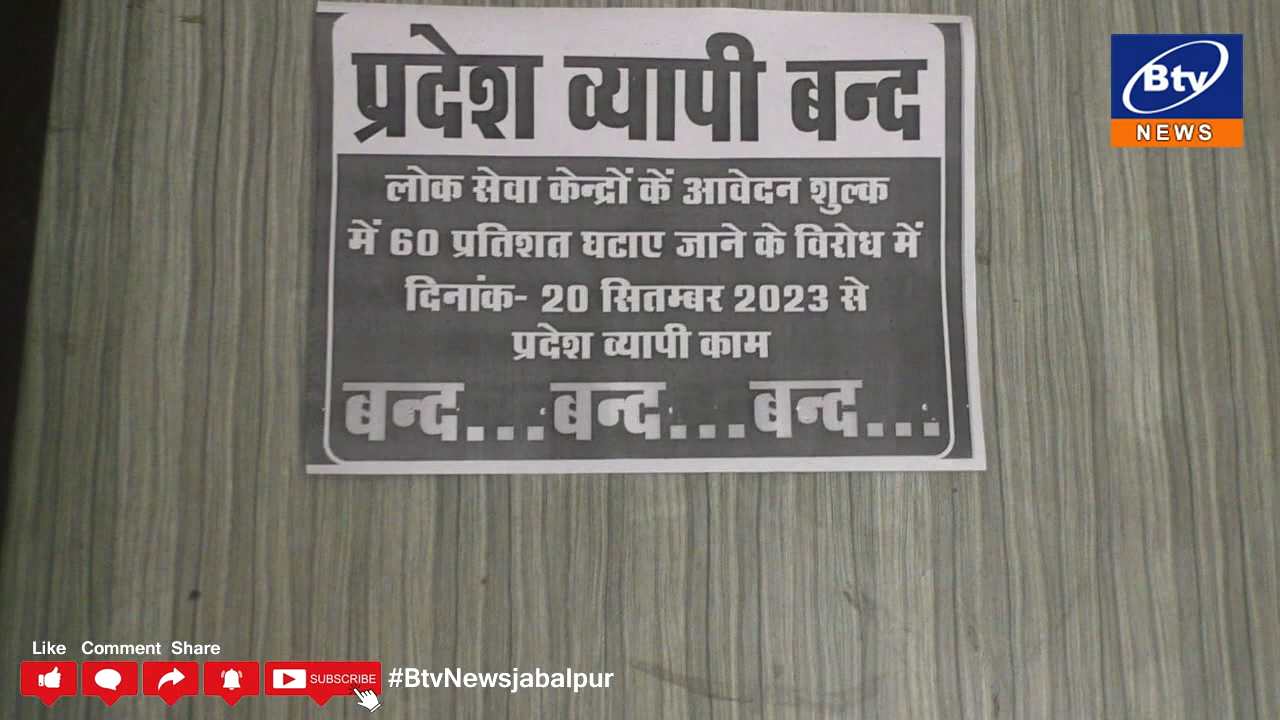 प्रदेश व्यापी बन्द
लोक सेवा केन्द्रों कें आवेदन शुल्क
में 60 प्रतिशत घटाए जाने के विरोध में
दिनांक- 20 सितम्बर 2023 से
प्रदेश व्यापी काम
बन्द...बन्द...बन्द...
Btv
NEWS
Like Comment Share
SUBSCRIBE #BtvNewsjabalpur